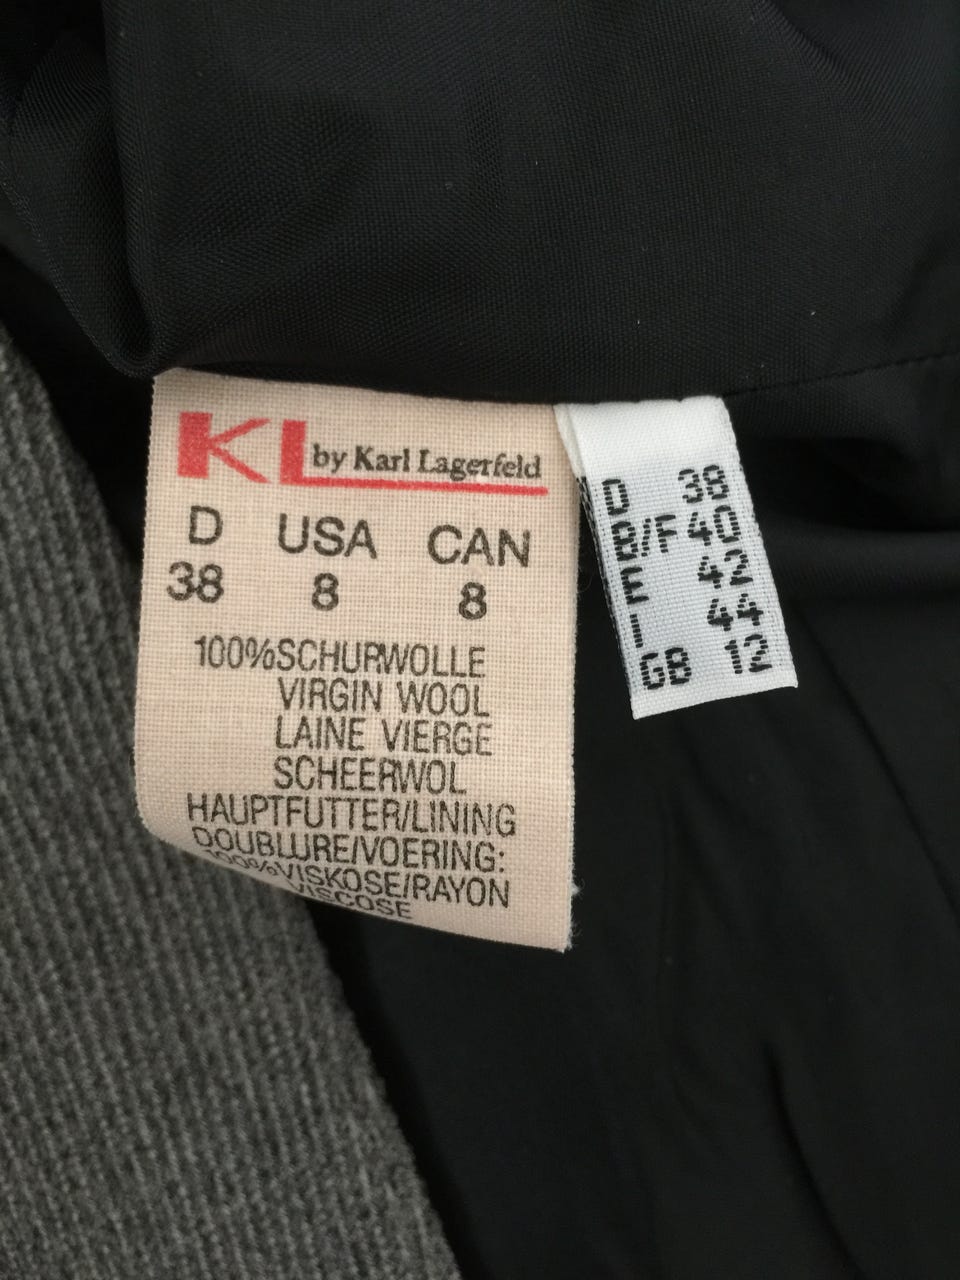 KL by Karl Lagerfeld
D USA CAN
38 8 8
100%SCHURWOLLE
VIRGIN WOOL
LAINE VIERGE
SCHEERWOL
HAUPTFUTTER/LINING
DOUBLURE/VOERING:
100%VISKOSE/RAYON
VISCOSE
D 38
B/F 40
E 42
I 44
GB 12